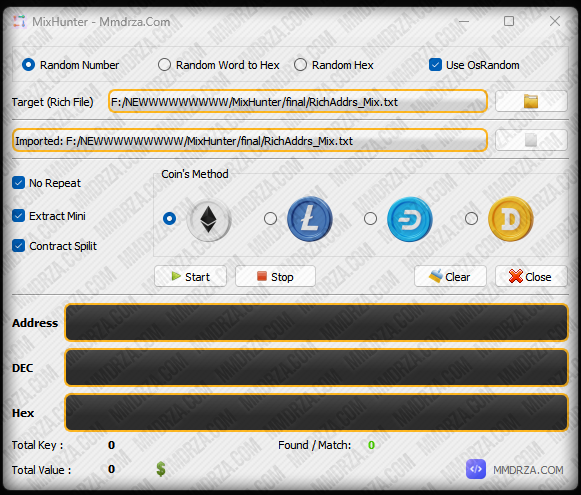 MixHunter - Mmdrza.Com
Random Number Random Word to Hex Random Hex Use OsRandom
Target (Rich File) F:/NEWWWWWWWWW/MixHunter/final/RichAddrs_Mix.txt
Imported: F:/NEWWWWWWWWW/MixHunter/final/RichAddrs_Mix.txt
No Repeat
Extract Mini
Contract Spilit
Coin's Method
Start Stop Clear Close
Address
DEC
Hex
Total Key : 0 Found / Match: 0
Total Value : 0 $
MMDRZA.COM